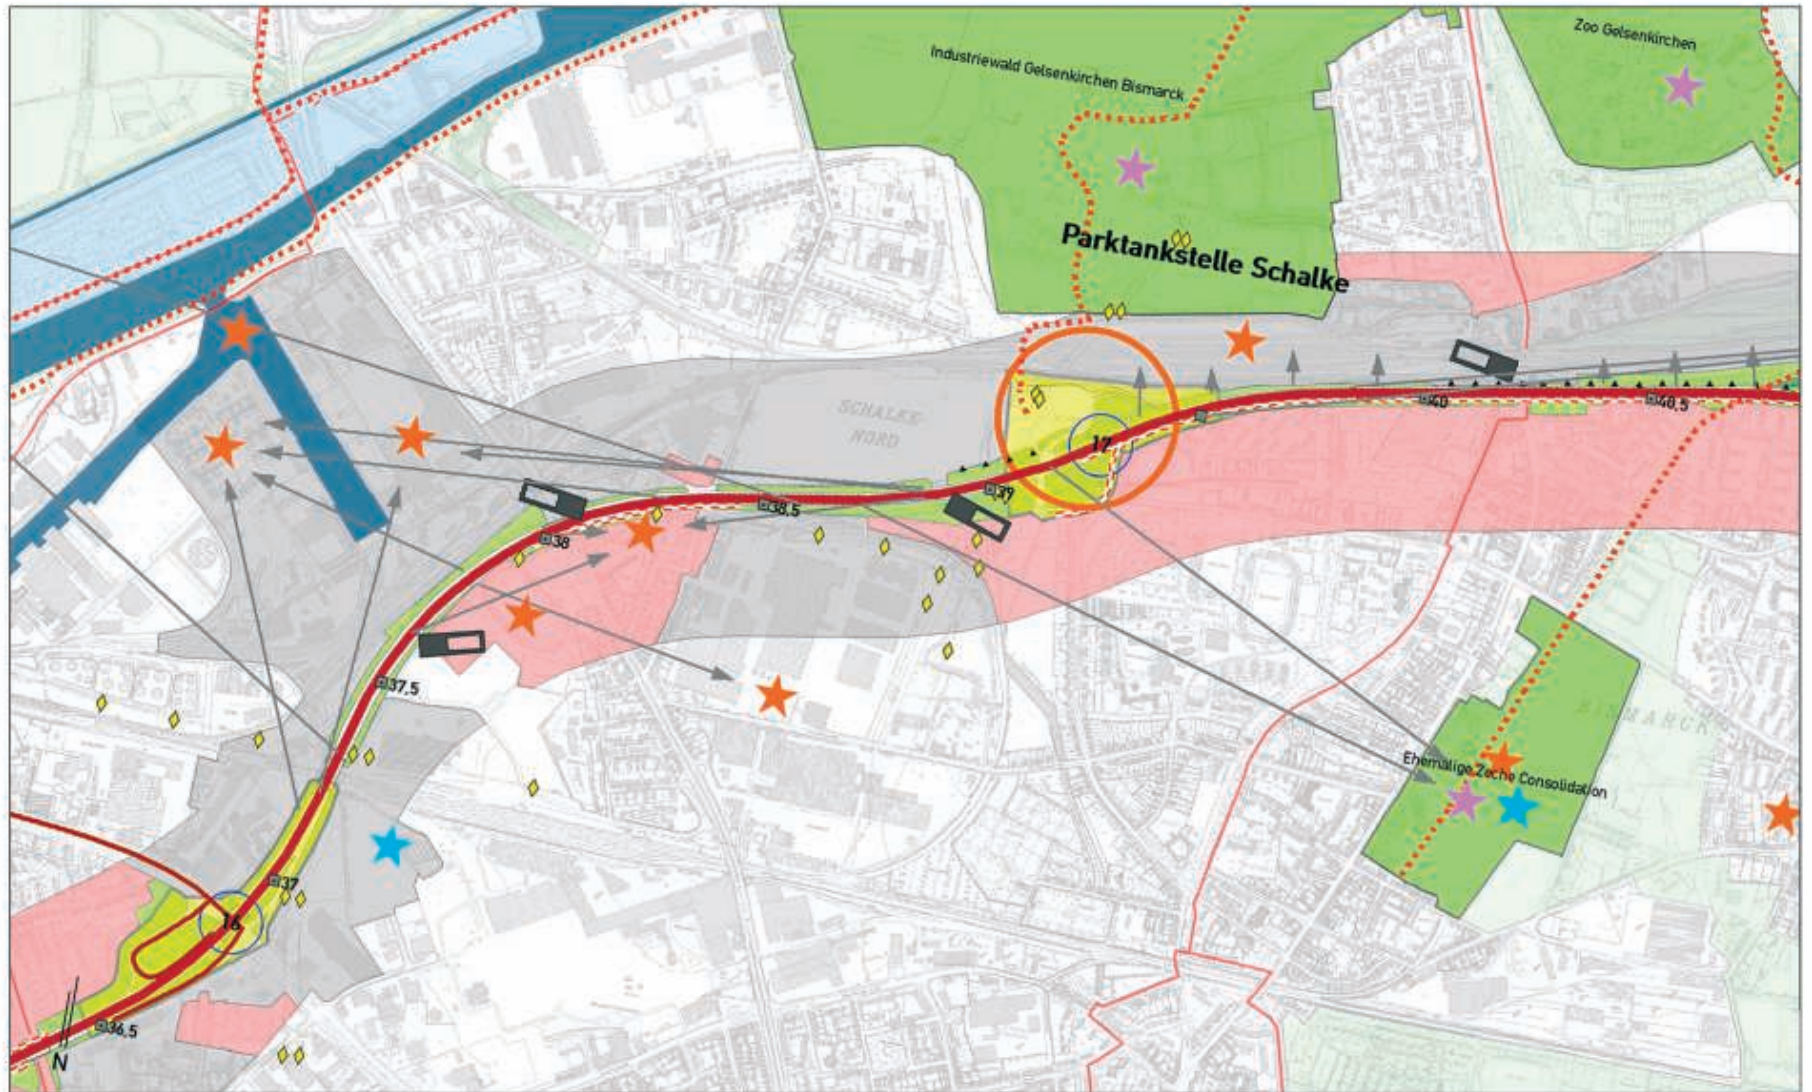 Zoo Gelsenkirchen
Industriewald Gelsenkirchen Bismarck
Parktankstelle Schalke
SCHALKE-
NORD
17
40
40,5
39
38,5
38
37,5
BISMARCK
Ehemalige Zeche Consolidation
37
16
36,5
N